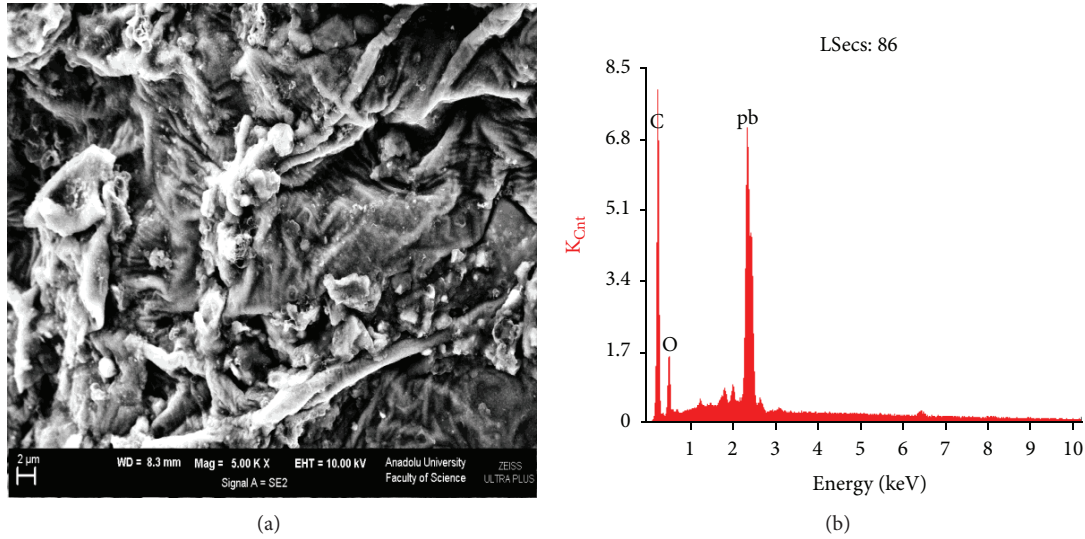 2 μm
WD = 8.3 mm Mag = 5.00 K X EHT = 10.00 kV
Signal A = SE2
Anadolu University
Faculty of Science
ZEISS
ULTRA PLUS
(a)
LSecs: 86
8.5
6.8
5.1
3.4
1.7
0
K_Cnt
C
O
pb
1 2 3 4 5 6 7 8 9 10
Energy (keV)
(b)